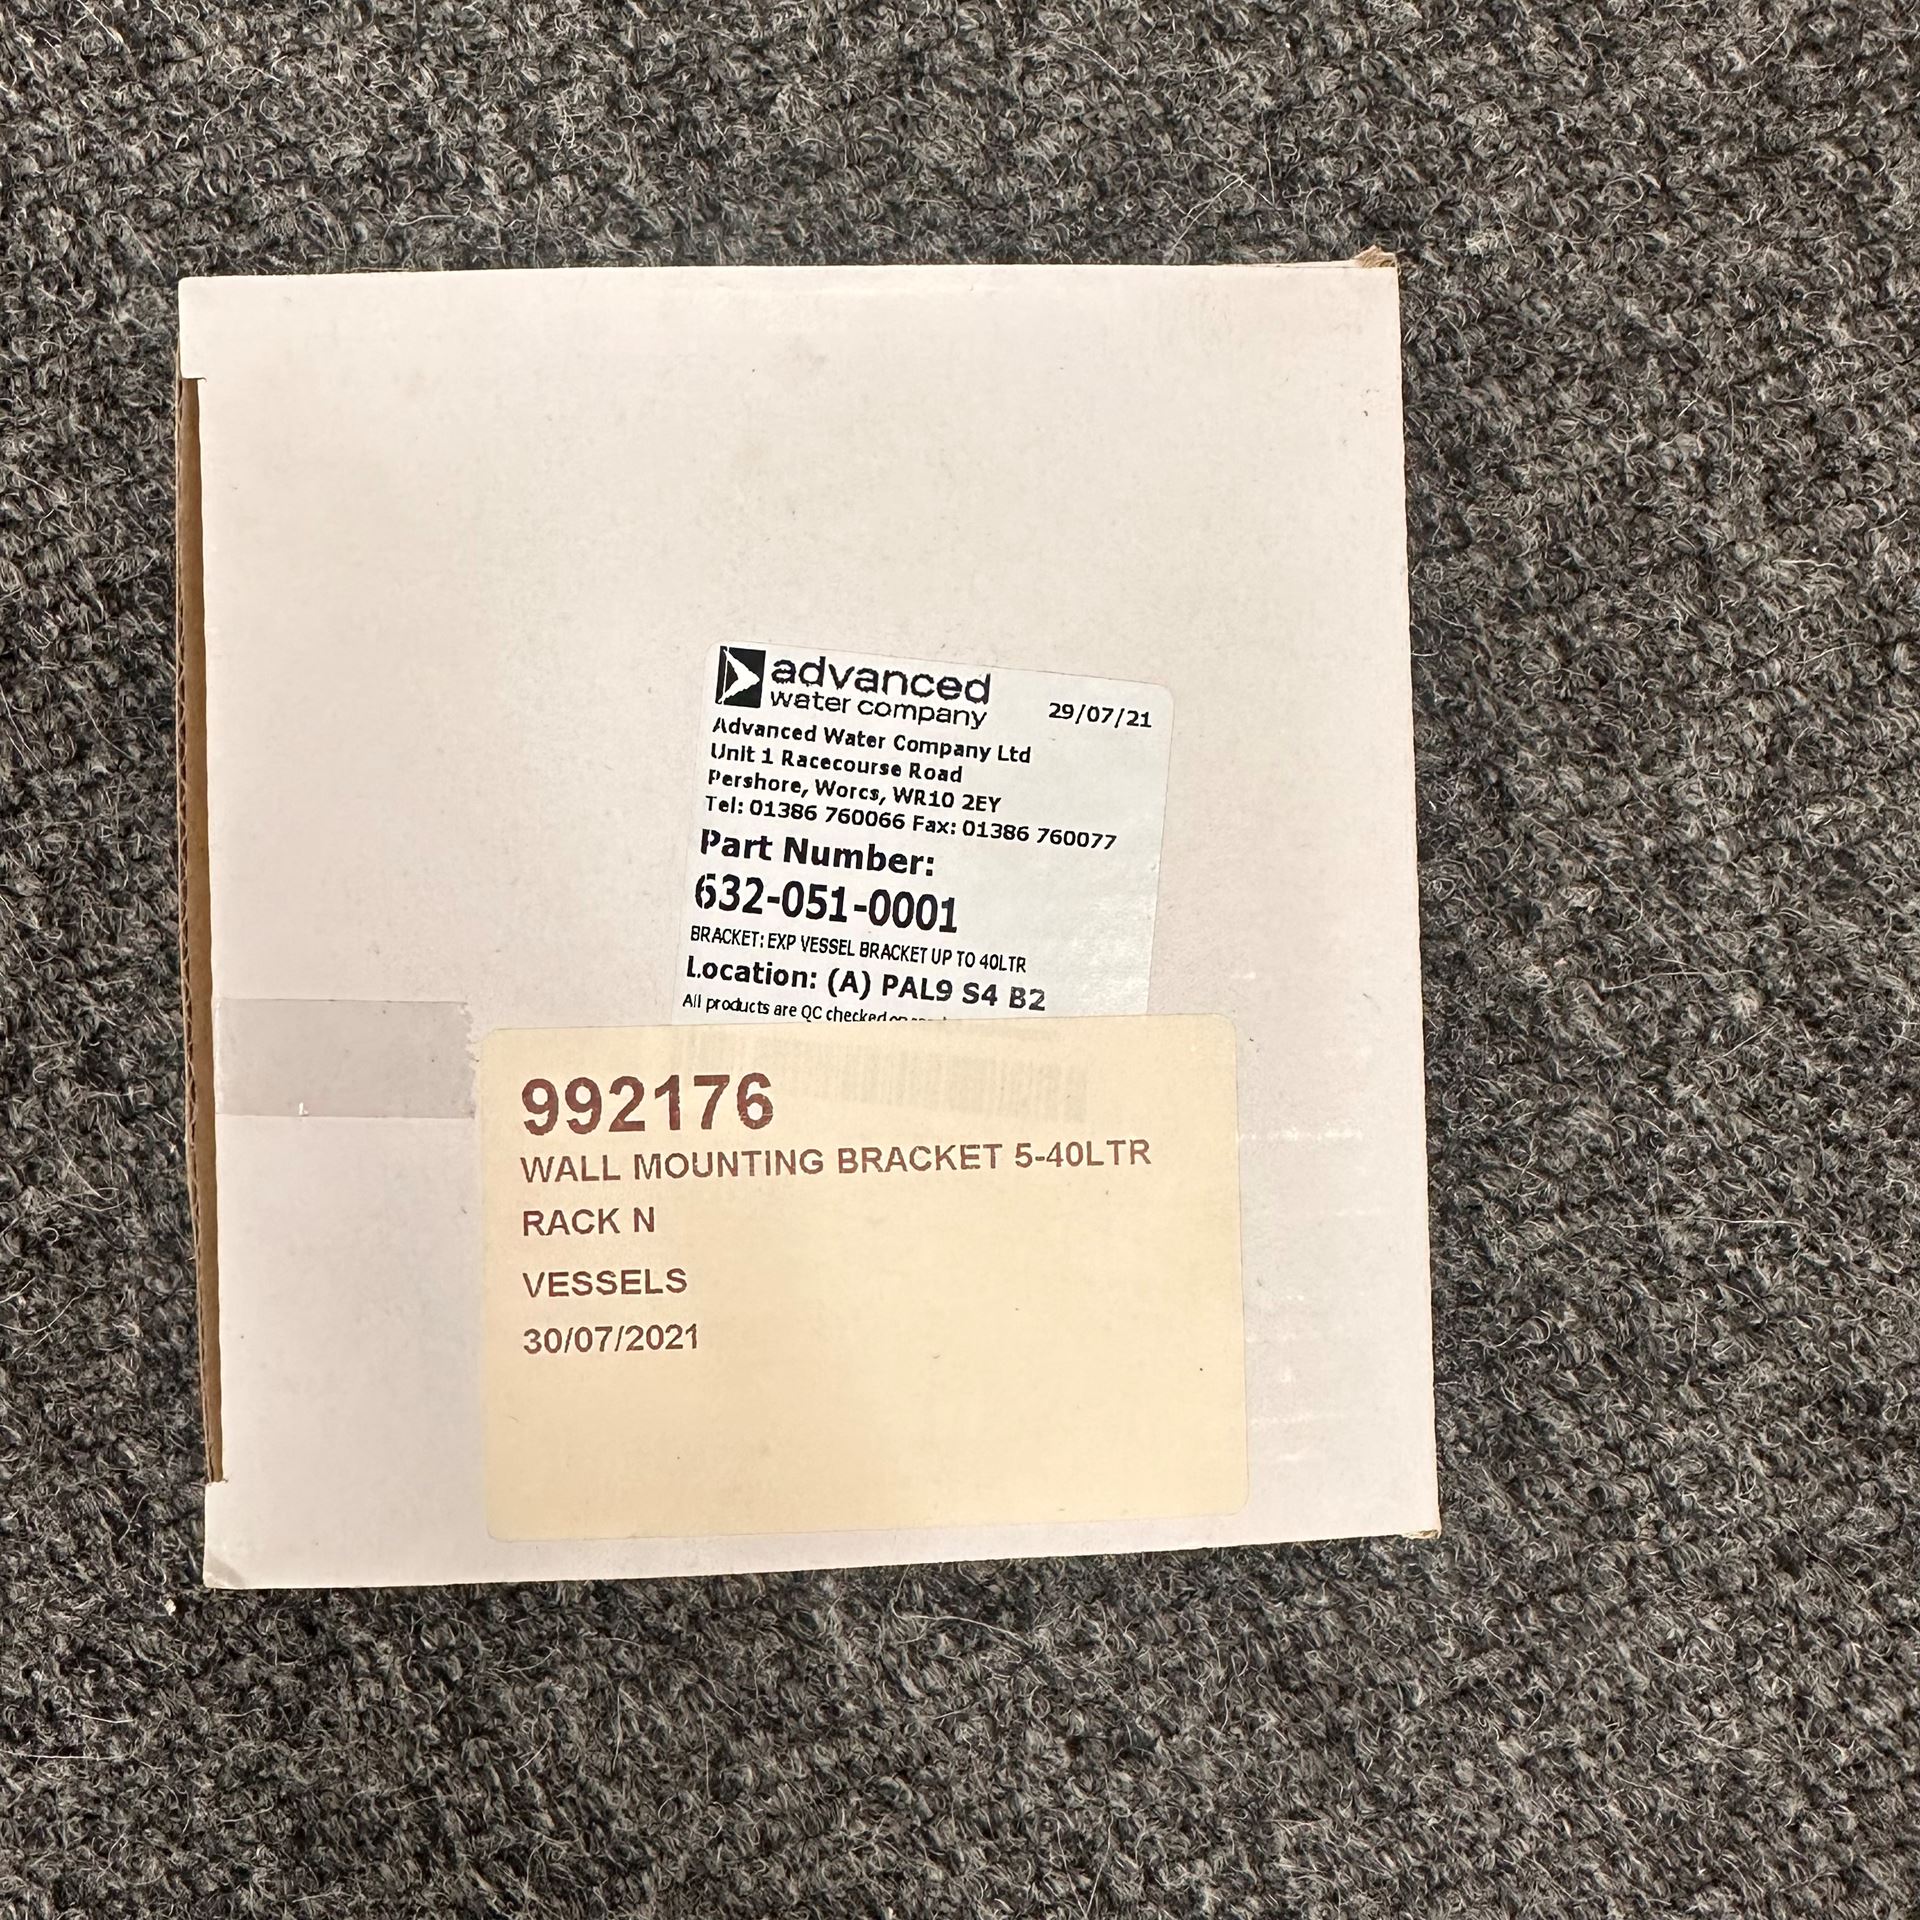 advanced
water company
29/07/21
Advanced Water Company Ltd
Unit 1 Racecourse Road
Pershore, Worcs, WR10 2EY
Tel: 01386 760066 Fax: 01386 760077
Part Number:
632-051-0001
BRACKET: EXP VESSEL BRACKET UP TO 40LTR
Location: (A) PAL9 S4 B2
All products are QC checked on
992176
WALL MOUNTING BRACKET 5-40LTR
RACK N
VESSELS
30/07/2021